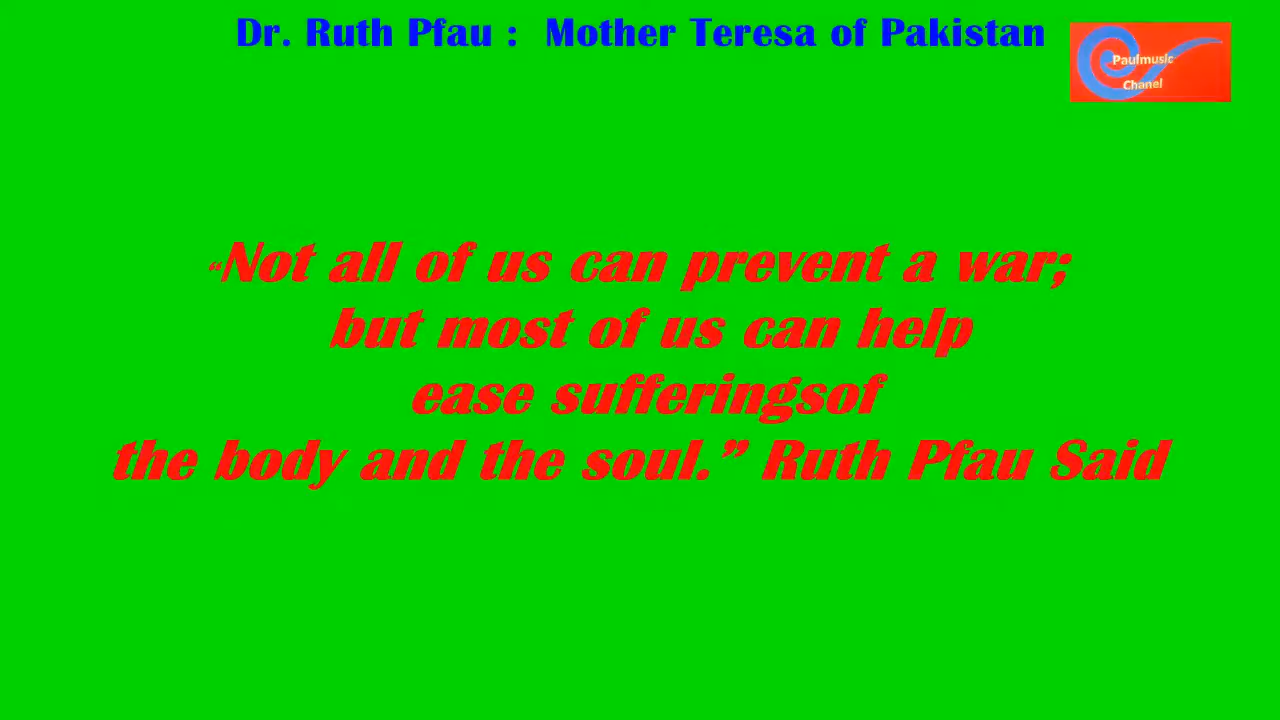 Dr. Ruth Pfau : Mother Teresa of Pakistan
Paulmusic
Chanel
“Not all of us can prevent a war;
but most of us can help
ease sufferingsof
the body and the soul.” Ruth Pfau Said